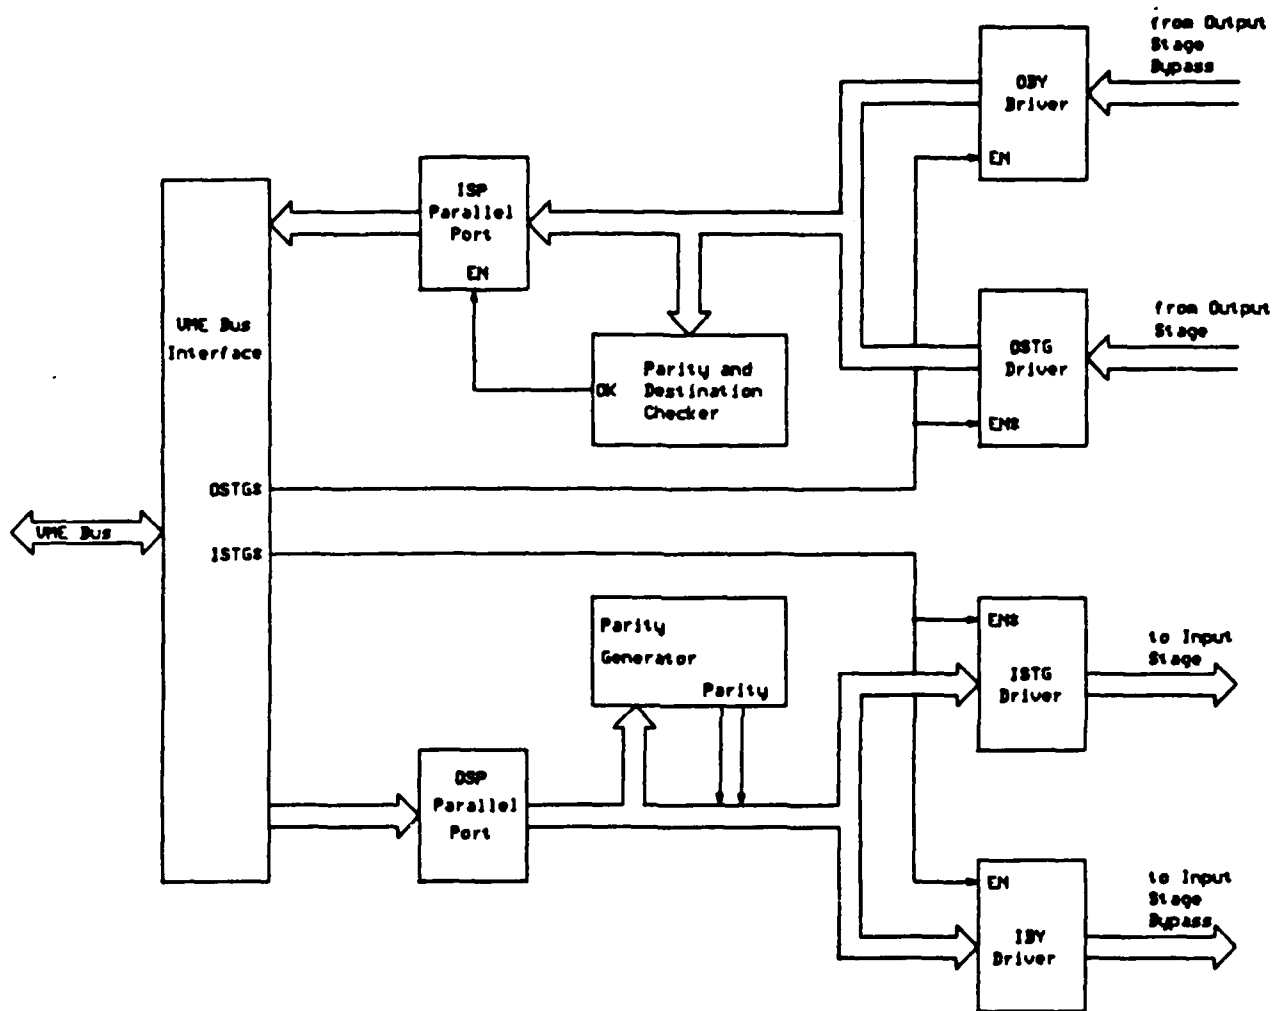 from Output
Stage
Bypass
OBY
Driver
EN
ISP
Parallel
Port
EN
VME Bus
Interface
from Output
Stage
OSTG
Driver
EN*
Parity and
OK Destination
Checker
OSTG*
VME Bus
ISTG*
Parity
Generator
Parity
EN*
ISTG
Driver
to Input
Stage
OSP
Parallel
Port
EN
IBY
Driver
to Input
Stage
Bypass